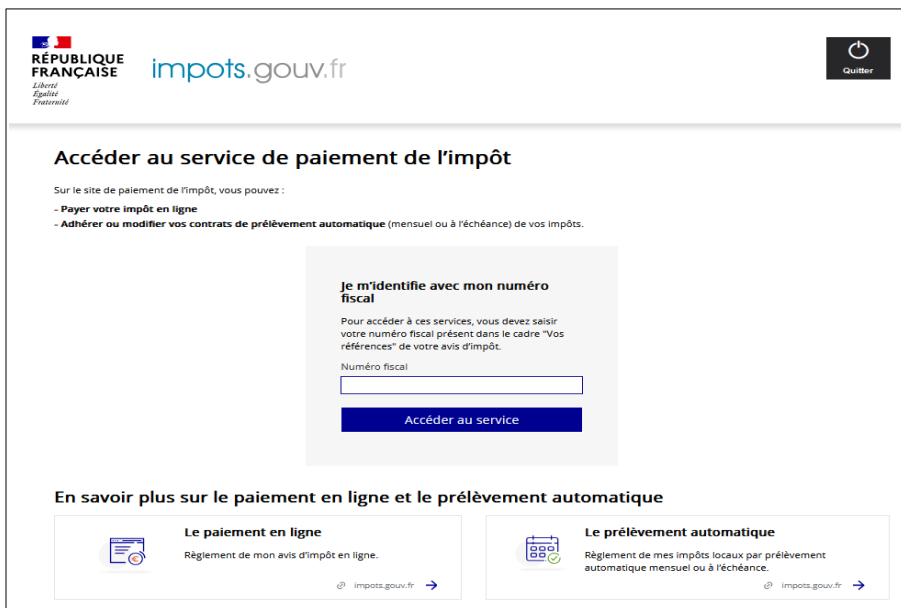 RÉPUBLIQUE
FRANÇAISE
Liberté
Égalité
Fraternité
impots.gouv.fr
Quitter
Accéder au service de paiement de l'impôt
Sur le site de paiement de l'impôt, vous pouvez :
- Payer votre impôt en ligne
- Adhérer ou modifier vos contrats de prélèvement automatique (mensuel ou à l'échéance) de vos impôts.
Je m'identifie avec mon numéro
fiscal
Pour accéder à ces services, vous devez saisir
votre numéro fiscal présent dans le cadre "Vos
références" de votre avis d'impôt.
Numéro fiscal
Accéder au service
En savoir plus sur le paiement en ligne et le prélèvement automatique
Le paiement en ligne
Règlement de mon avis d'impôt en ligne.
impots.gouv.fr
Le prélèvement automatique
Règlement de mes impôts locaux par prélèvement
automatique mensuel ou à l'échéance.
impots.gouv.fr